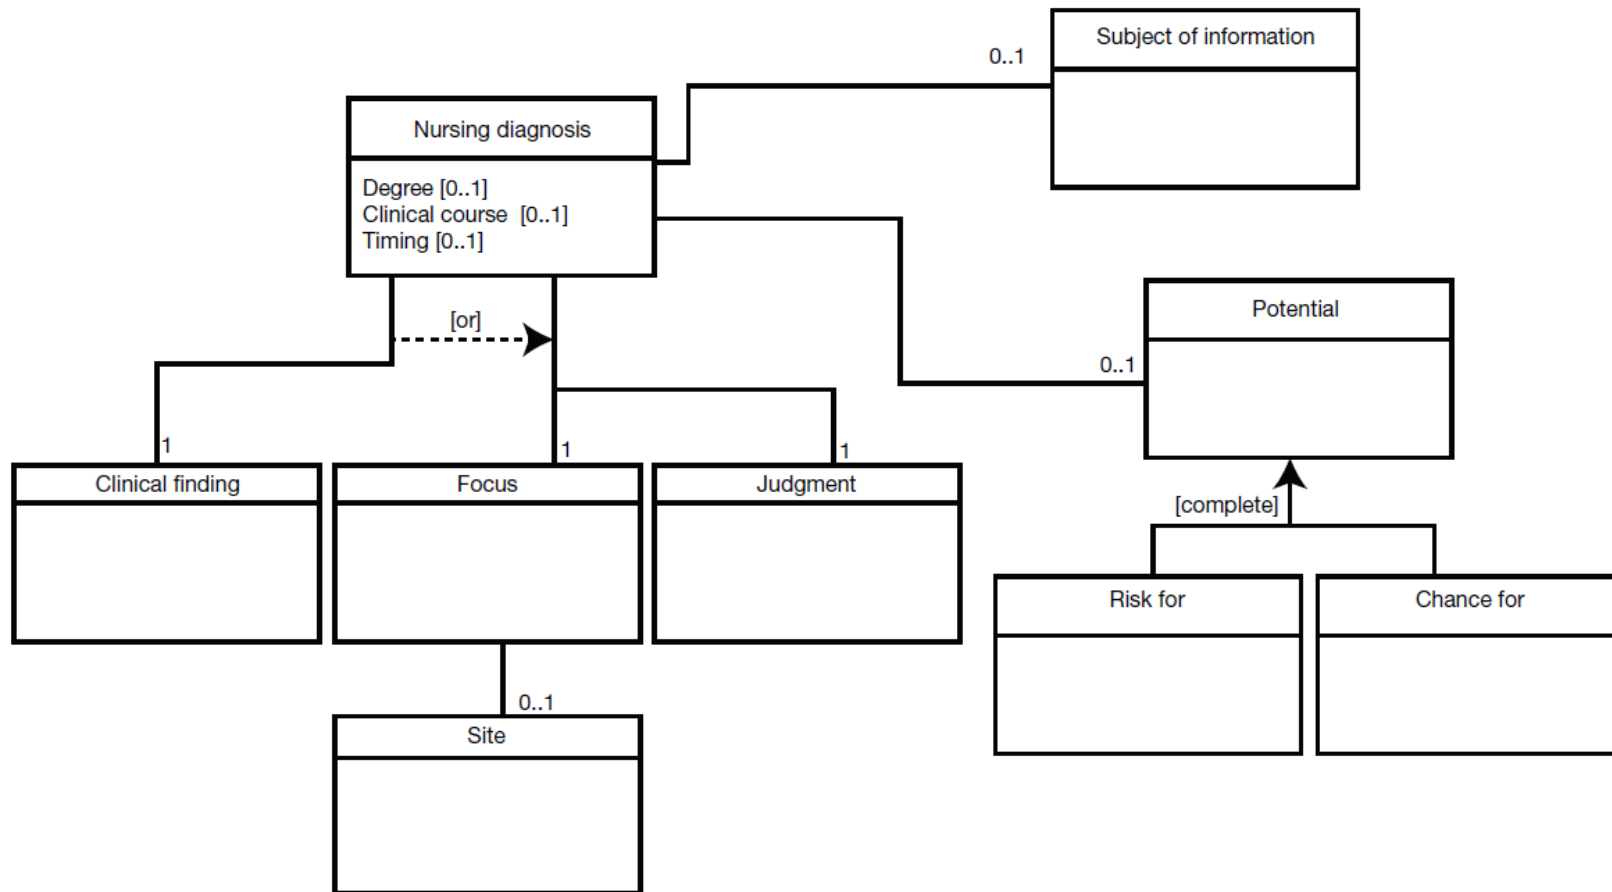 Subject of information
0..1
Nursing diagnosis
Degree [0..1]
Clinical course [0..1]
Timing [0..1]
[or]
Potential
0..1
1
1
1
Clinical finding
Focus
Judgment
[complete]
Risk for
Chance for
0..1
Site